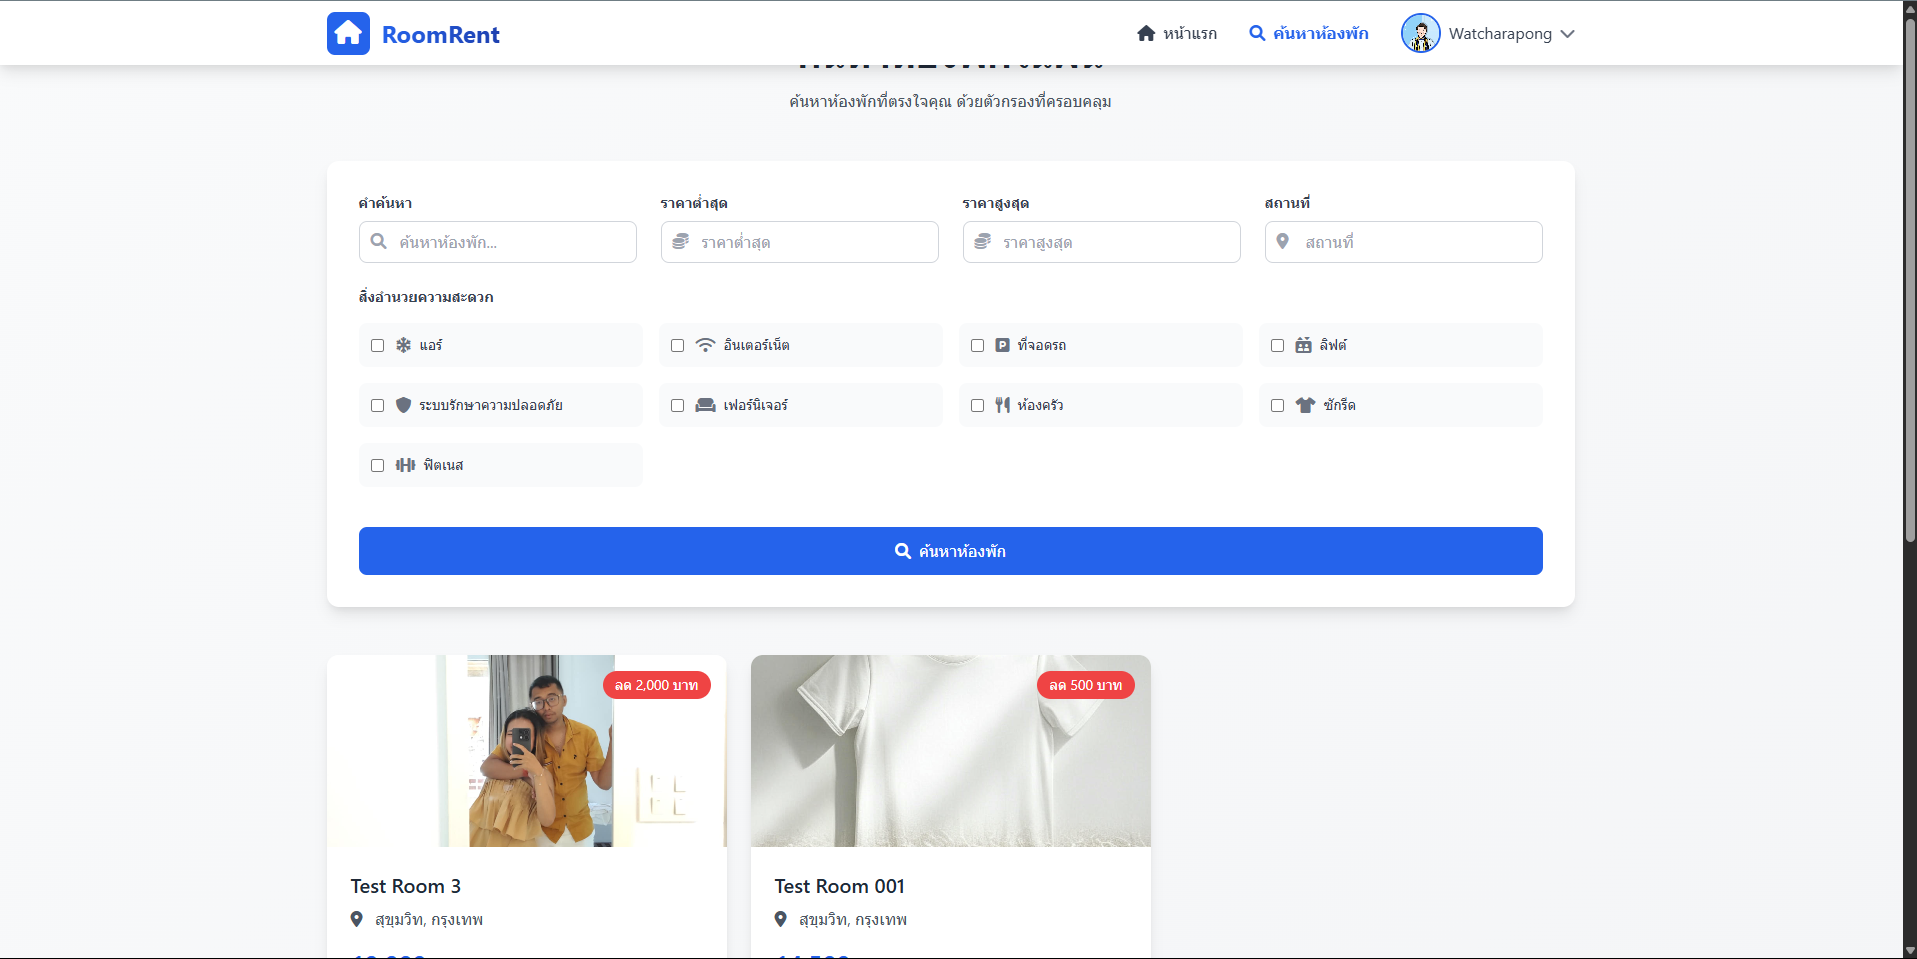 RoomRent
หน้าแรก
ค้นหาห้องพัก
Watcharapong
ค้นหาห้องพักที่ตรงใจคุณ ด้วยตัวกรองที่ครอบคลุม
คำค้นหา
ราคาต่ำสุด
ราคาสูงสุด
สถานที่
ค้นหาห้องพัก...
ราคาต่ำสุด
ราคาสูงสุด
สถานที่
สิ่งอำนวยความสะดวก
แอร์
อินเตอร์เน็ต
ที่จอดรถ
ลิฟต์
ระบบรักษาความปลอดภัย
เฟอร์นิเจอร์
ห้องครัว
ซักรีด
ฟิตเนส
ค้นหาห้องพัก
ลด 2,000 บาท
ลด 500 บาท
Test Room 3
สุขุมวิท, กรุงเทพ
Test Room 001
สุขุมวิท, กรุงเทพ